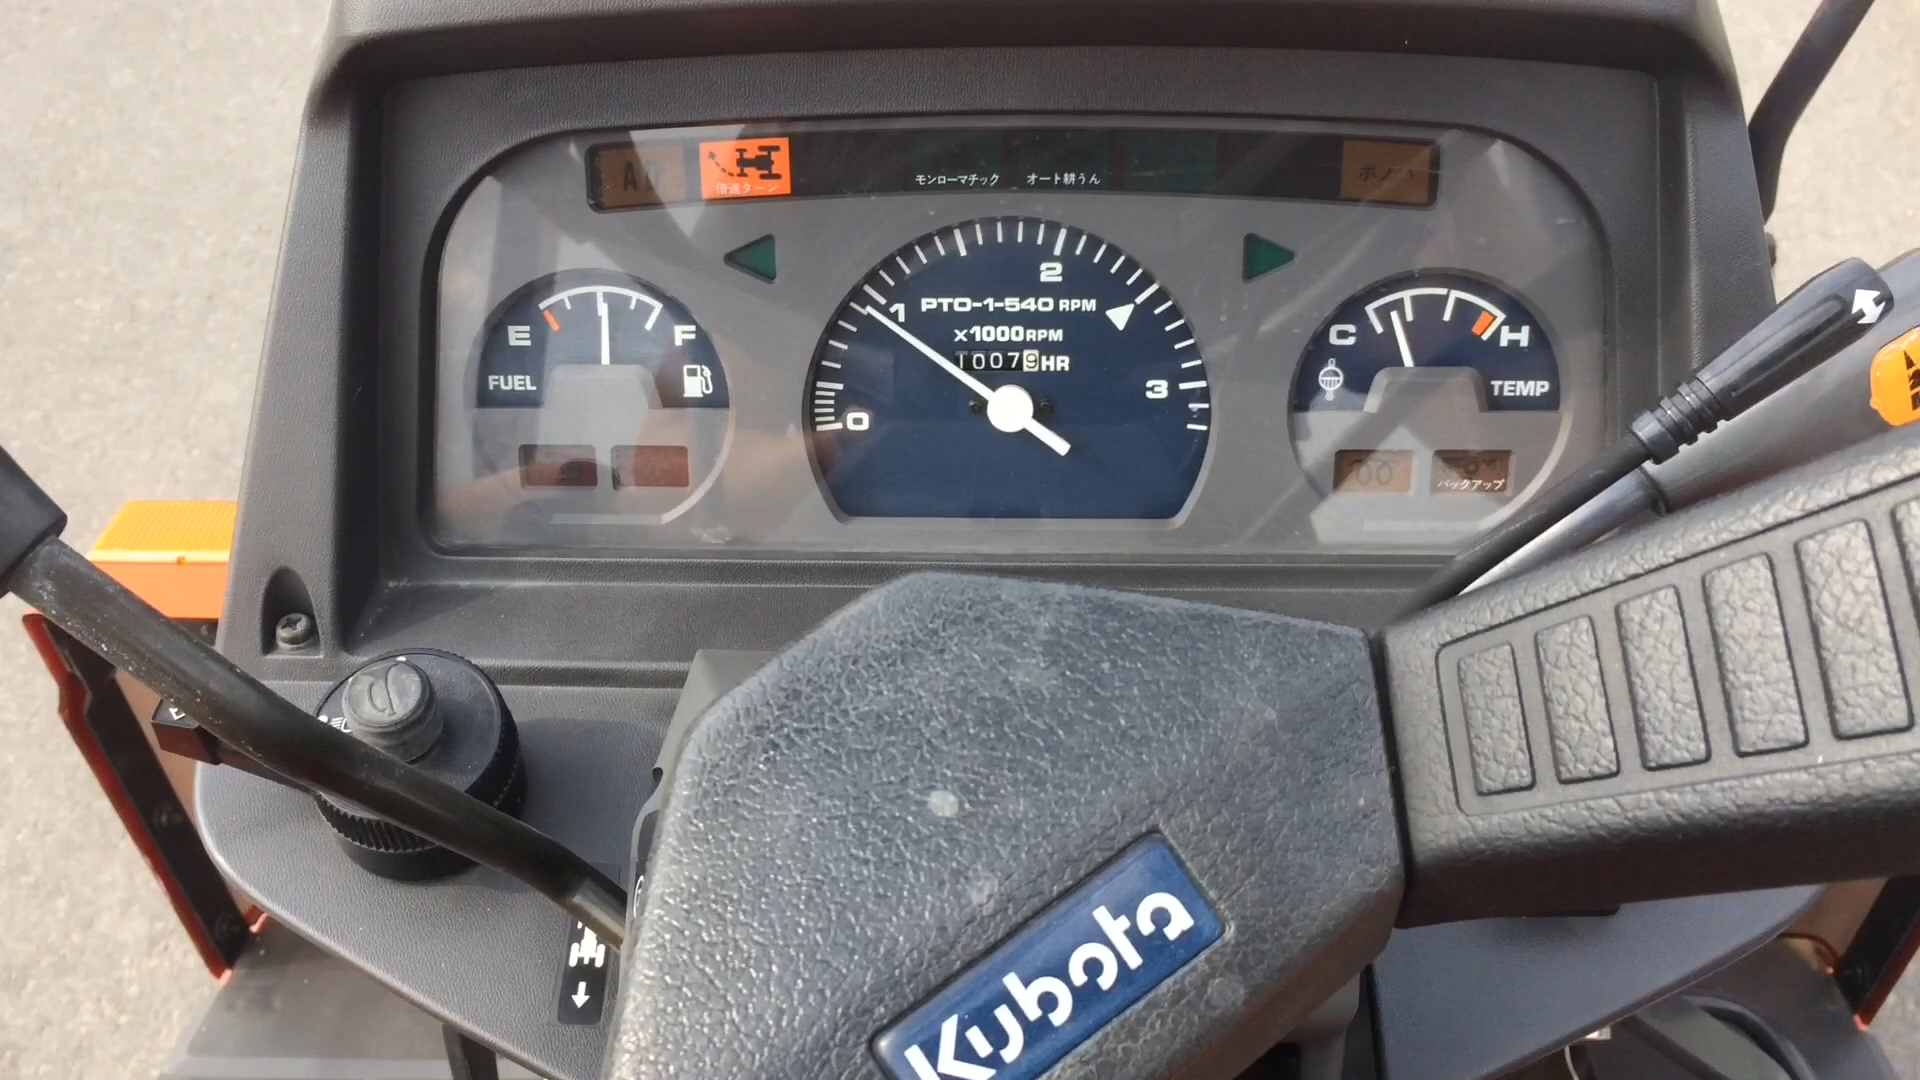 倍速ターン
モンローマチック オート耕うん
E F
FUEL
0 1 2 3
PTO-1-540 RPM
x1000RPM
10079HR
C H
TEMP
バックアップ
Kubota